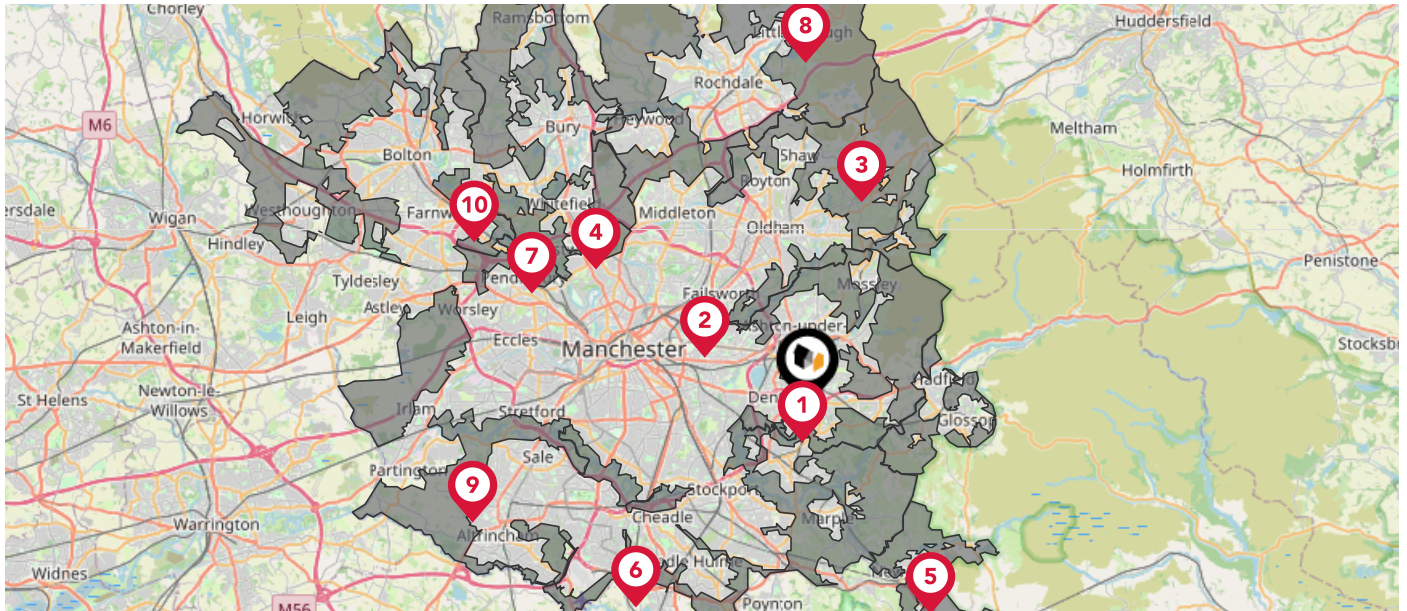 Chorley
Ramsbottom
Huddersfield
8
Rochdale
M6
Horwich
Bury
Heywood
Meltham
Bolton
Shaw
3
Holmfirth
Royton
10
Westhoughton
Whitefield
Middleton
Wigan
4
Oldham
Hindley
7
Penistone
Tyldesley
Mossley
Astley
Worsley
Failsworth
Leigh
2
Ashton-in-
Makerfield
Eccles
Manchester
Newton-le-
Willows
St Helens
Irlam
Stretford
1
Glossop
Sale
Partington
9
Stockport
Warrington
Cheadle
Marple
Altrincham
6
5
Widnes
M56
Poynton